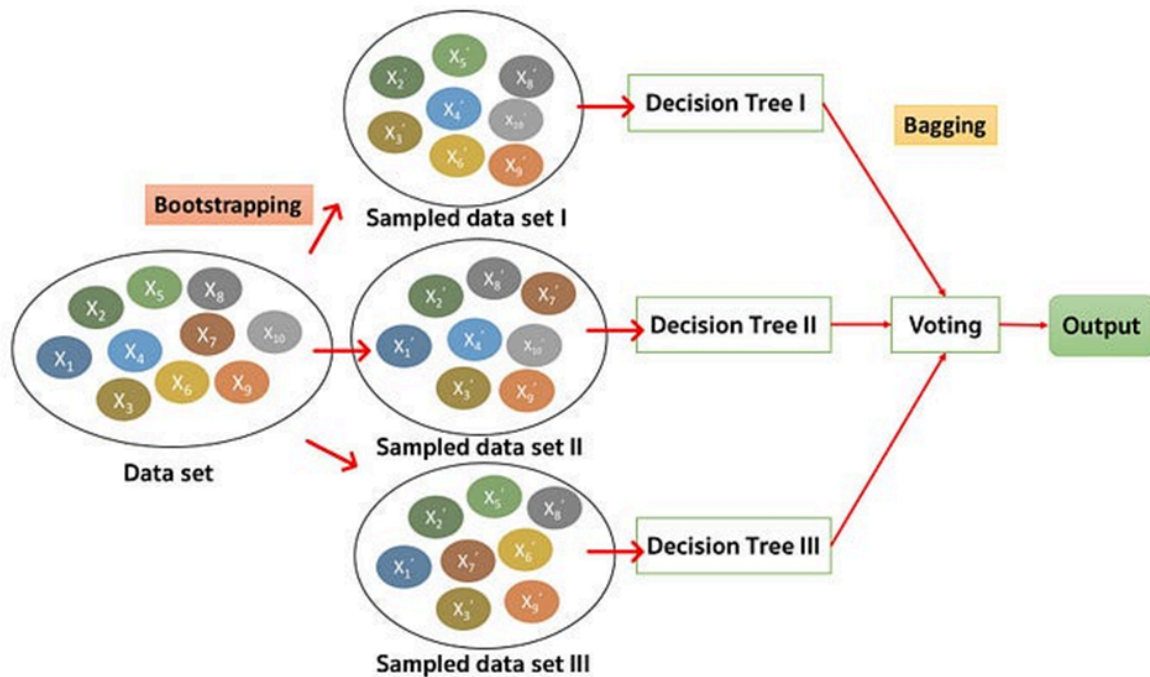 X₂′
X₅′
X₈′
X₄′
X₃′
X₁₀′
X₆′
X₉′
Sampled data set I
Decision Tree I
Bagging
Bootstrapping
X₅
X₈
X₂
X₇
X₁₀
X₁
X₄
X₆
X₉
X₃
Data set
X₈′
X₂′
X₇′
X₁′
X₄′
X₁₀′
X₃′
X₉′
Sampled data set II
Decision Tree II
Voting
Output
X₅′
X₂′
X₈′
X₁′
X₇′
X₆′
X₃′
X₉′
Sampled data set III
Decision Tree III